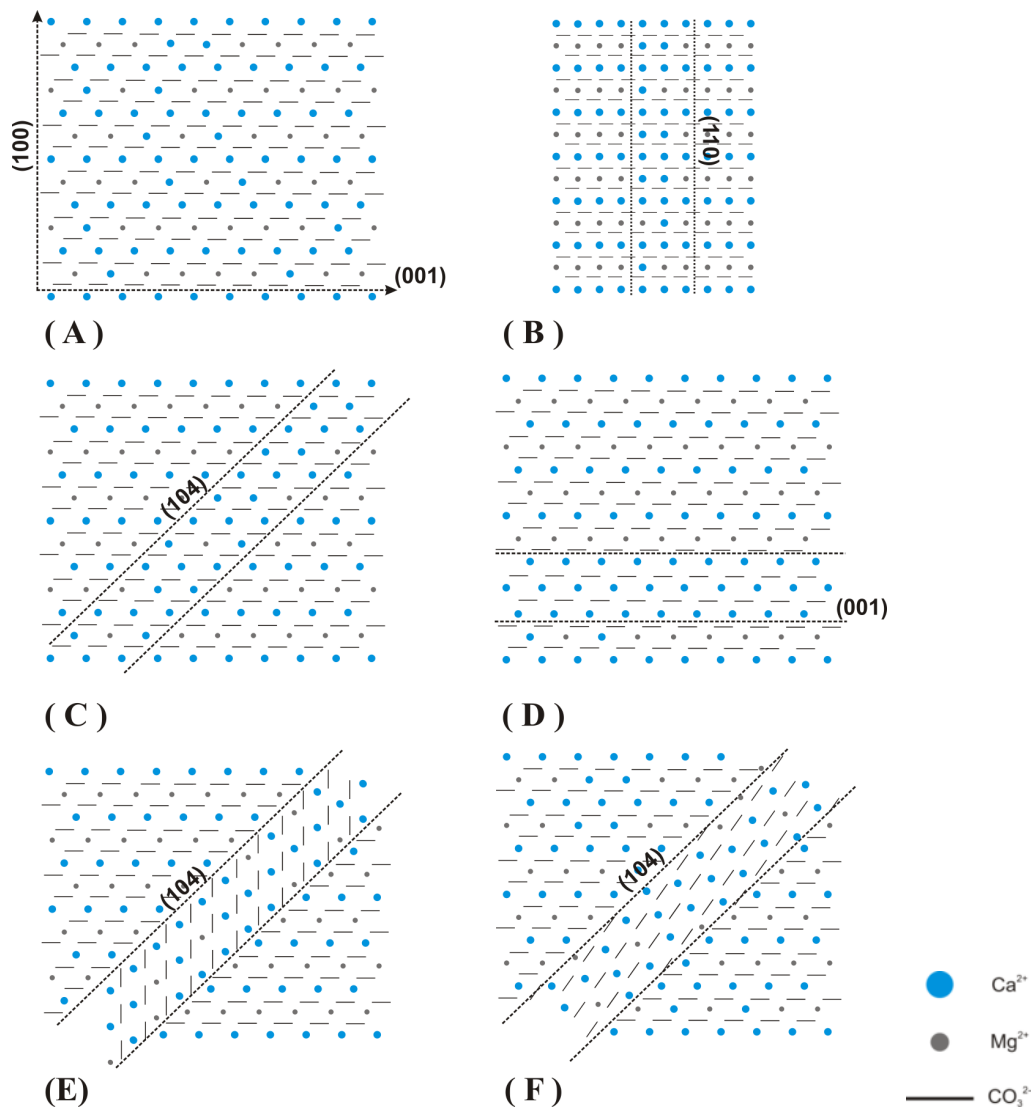 (100)
(001)
( A )
(110)
( B )
(104)
( C )
(001)
( D )
(104)
(E)
(104)
( F )
Ca²⁺
Mg²⁺
CO₃²⁻